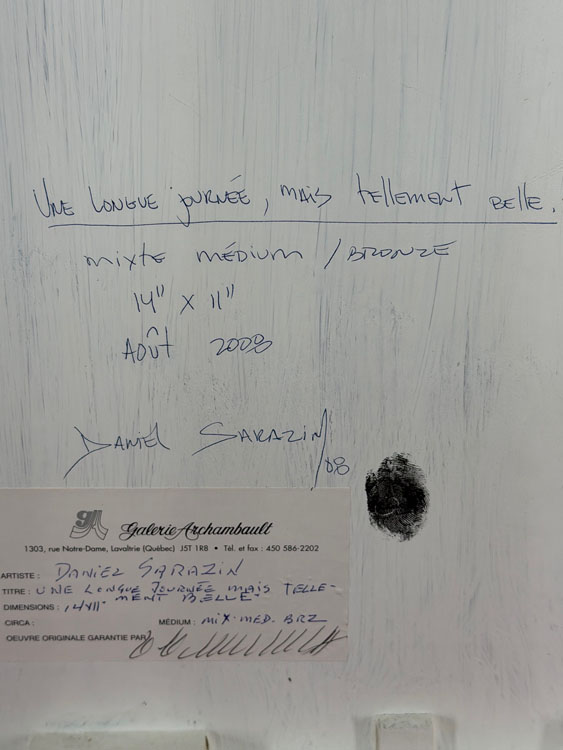 UNE LONGUE JOURNÉE, MAIS TELLEMENT BELLE.
MIXTE MÉDIUM / BRONZE
14" X 11"
AOÛT 2008
DANIEL SARAZIN /08
Galerie Archambault
1303, rue Notre-Dame, Lavaltrie (Québec) J5T 1R8 • Tél. et fax : 450 586-2202
ARTISTE : DANIEL SARAZIN
TITRE : UNE LONGUE JOURNÉE MAIS TELLE-
MENT BELLE.
DIMENSIONS : 14X11"
CIRCA : MÉDIUM : MIX. MED. BRZ
OEUVRE ORIGINALE GARANTIE PAR